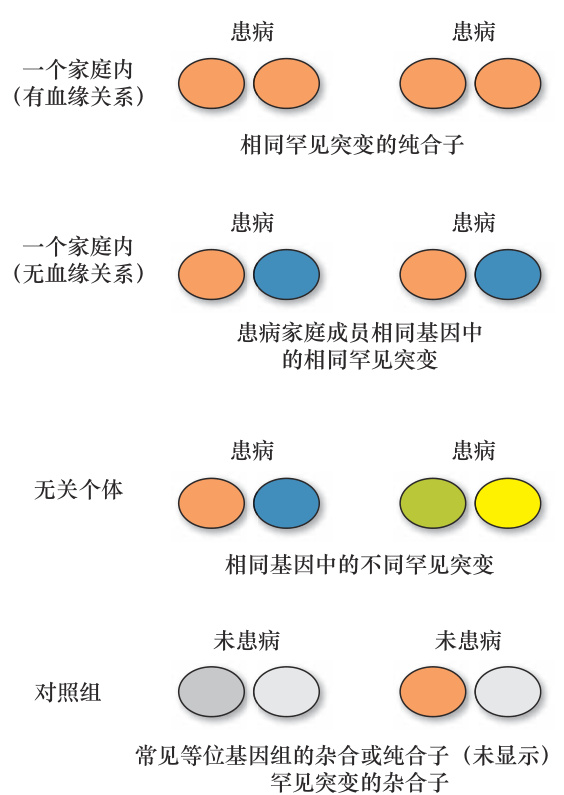 患病 患病
一个家庭内
（有血缘关系）
相同罕见突变的纯合子
患病 患病
一个家庭内
（无血缘关系）
患病家庭成员相同基因中
的相同罕见突变
患病 患病
无关个体
相同基因中的不同罕见突变
未患病 未患病
对照组
常见等位基因组的杂合或纯合子（未显示）
罕见突变的杂合子